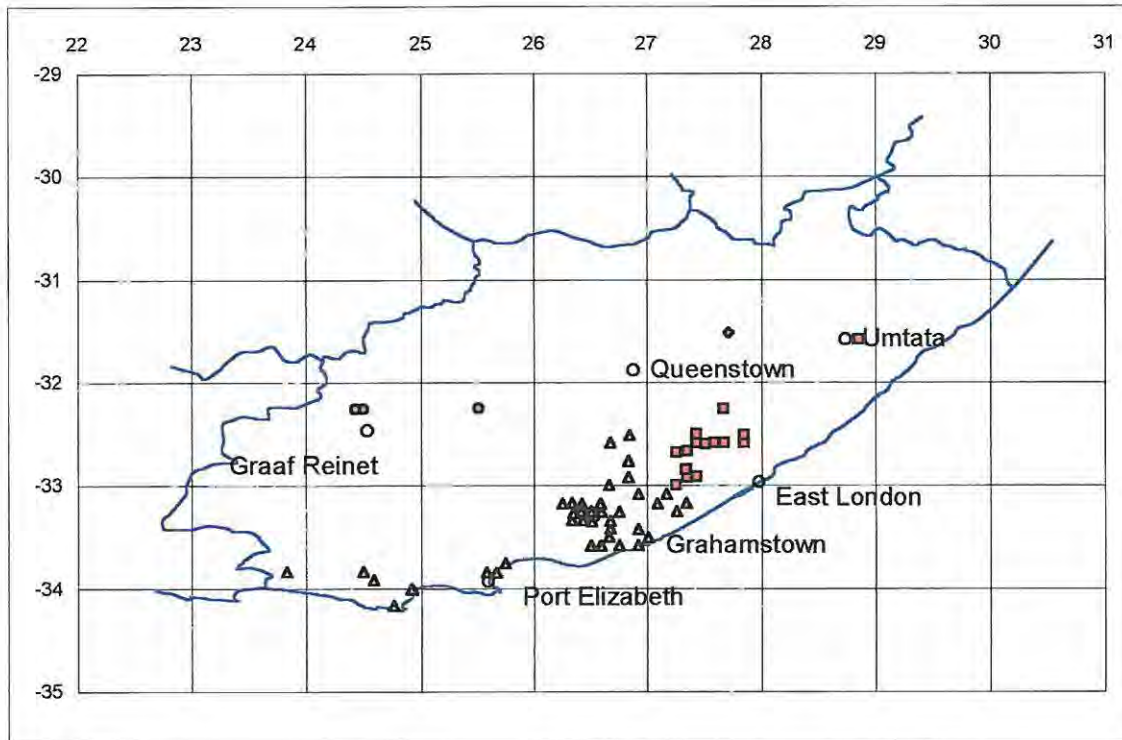 22 23 24 25 26 27 28 29 30 31
-29
-30
-31
Umtata
-32
Queenstown
Graaf Reinet
-33
East London
Grahamstown
-34
Port Elizabeth
-35